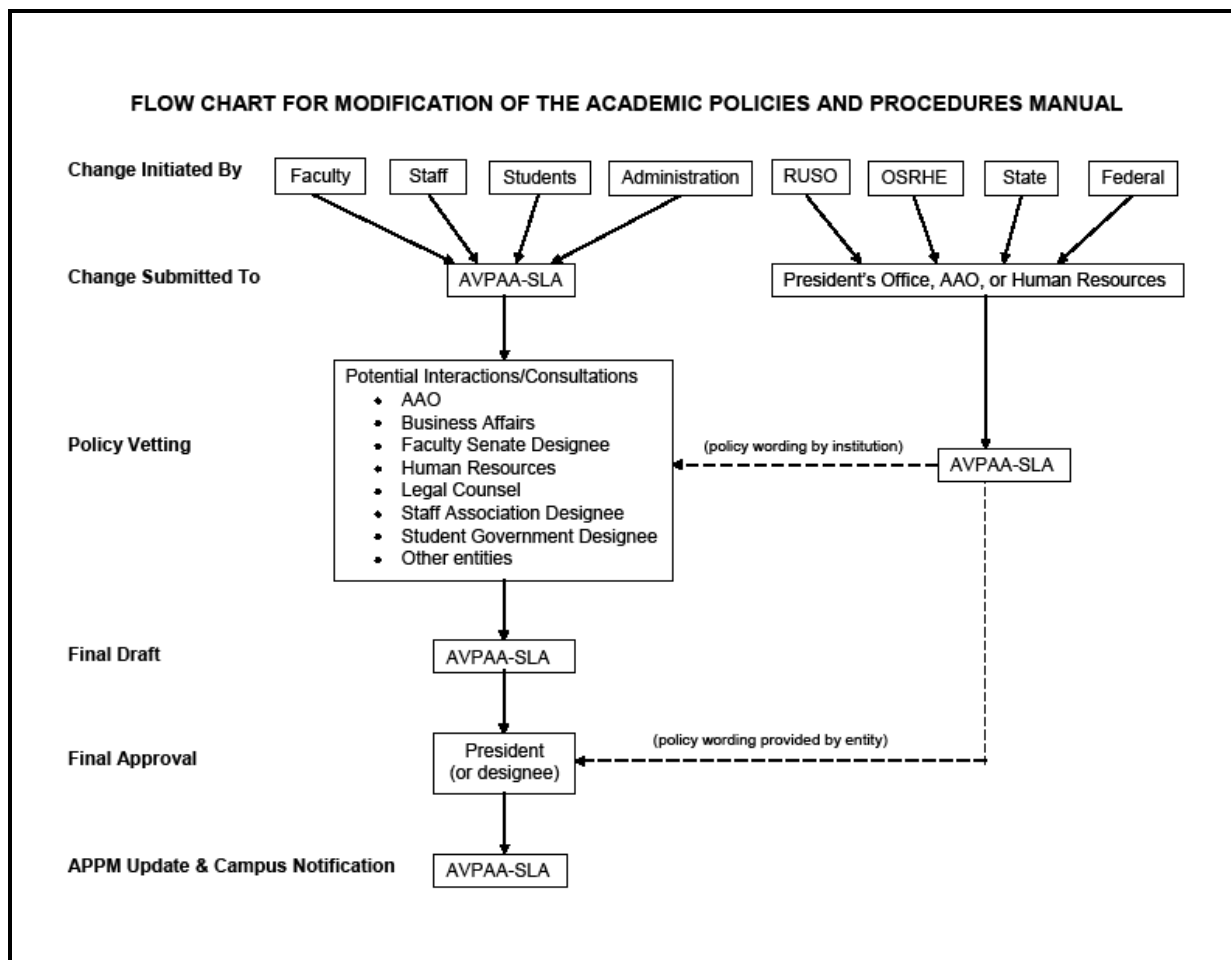 FLOW CHART FOR MODIFICATION OF THE ACADEMIC POLICIES AND PROCEDURES MANUAL
Change Initiated By
Faculty
Staff
Students
Administration
RUSO
OSRHE
State
Federal
Change Submitted To
AVPAA-SLA
President's Office, AAO, or Human Resources
Policy Vetting
Potential Interactions/Consultations
• AAO
• Business Affairs
• Faculty Senate Designee
• Human Resources
• Legal Counsel
• Staff Association Designee
• Student Government Designee
• Other entities
(policy wording by institution)
AVPAA-SLA
Final Draft
AVPAA-SLA
Final Approval
President
(or designee)
(policy wording provided by entity)
APPM Update & Campus Notification
AVPAA-SLA